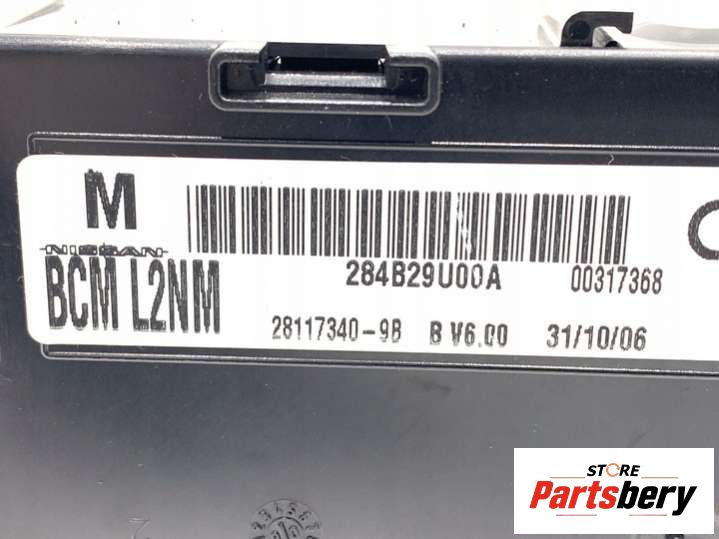 M
NISSAN
284B29U00A 00317368
BCM L2NM
28117340-9B B V6.00 31/10/06
STORE
Partsbery